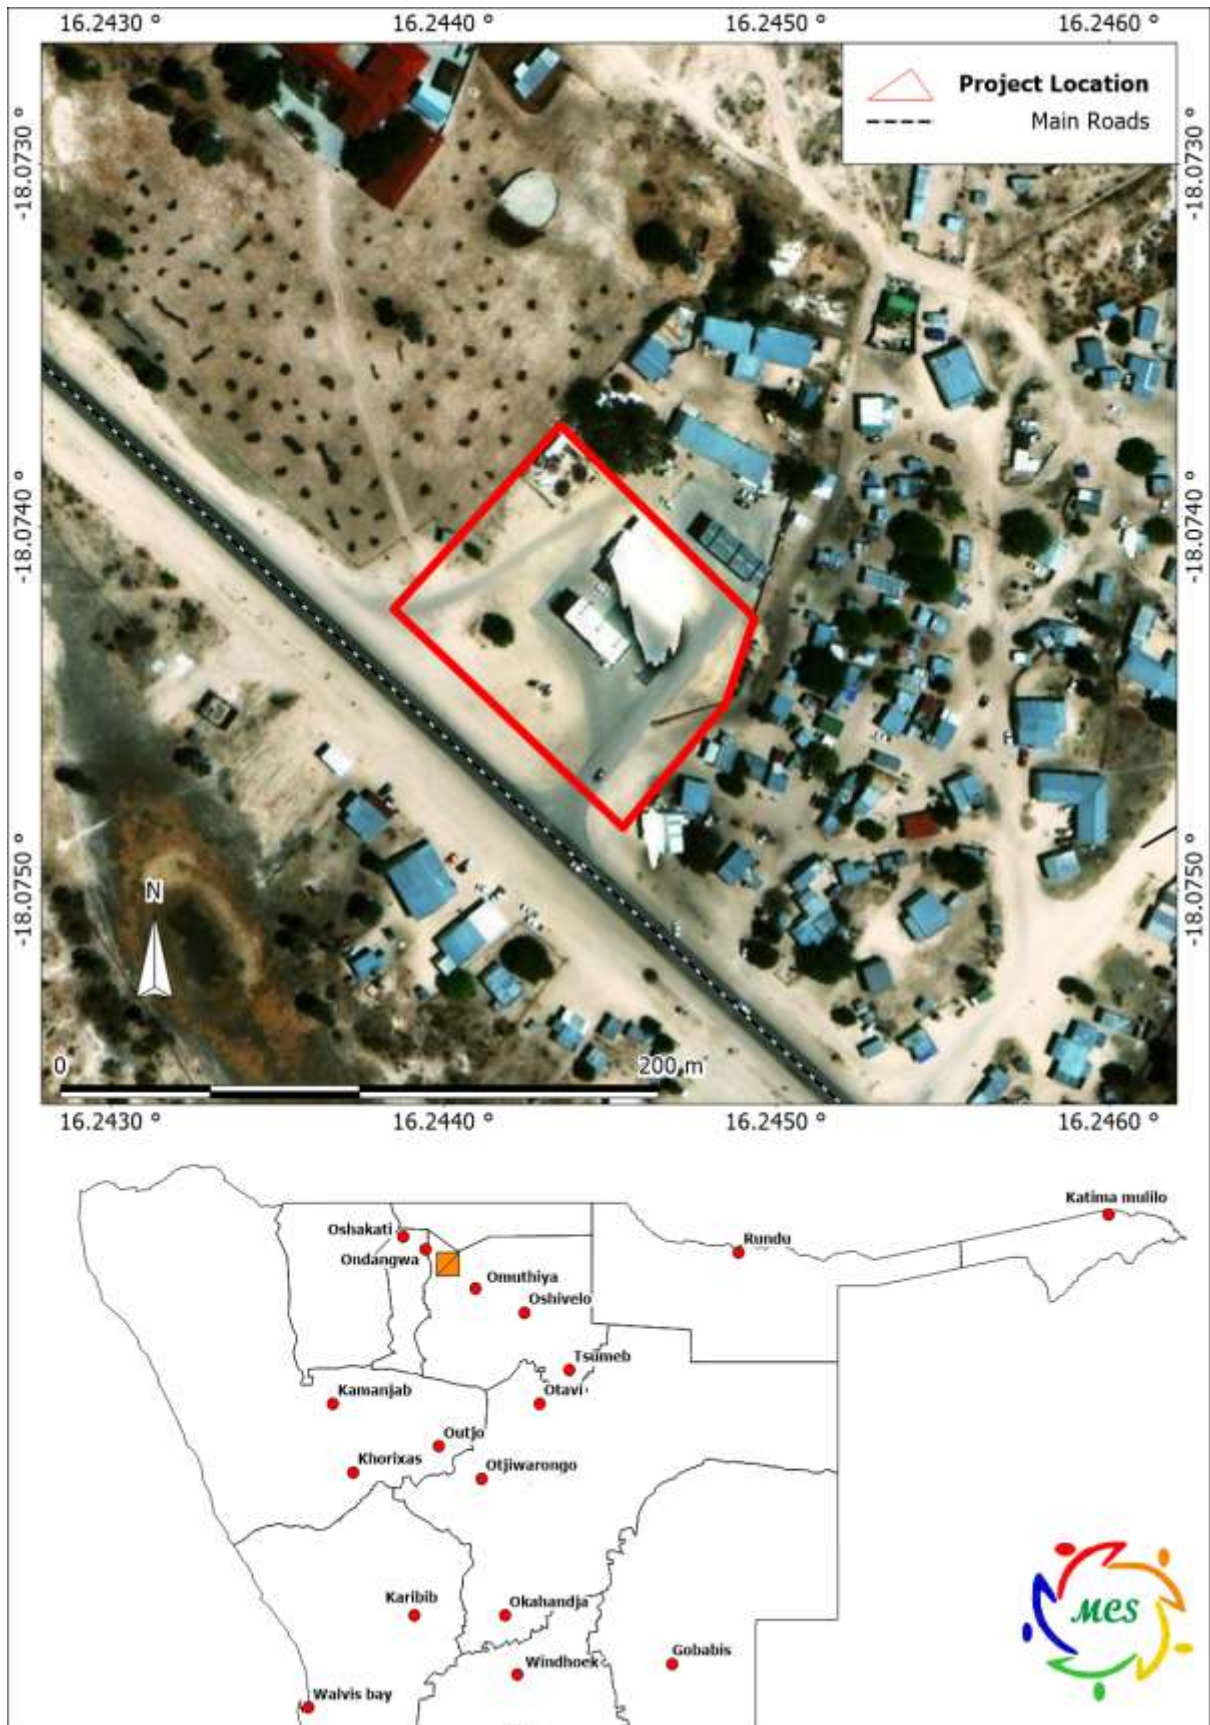 16.2430 ° 16.2440 ° 16.2450 ° 16.2460 °
Project Location
Main Roads
-18.0730 °
-18.0730 °
-18.0740 °
-18.0740 °
-18.0750 °
-18.0750 °
N
0 200 m
16.2430 ° 16.2440 ° 16.2450 ° 16.2460 °
Katima mulilo
Oshakati
Rundu
Ondangwa
Omuthiya
Oshivelo
Tsumeb
Kamanjab
Otavi
Outjo
Khorixas
Otjiwarongo
Karibib
Okahandja
Gobabis
Windhoek
Walvis bay
MCS